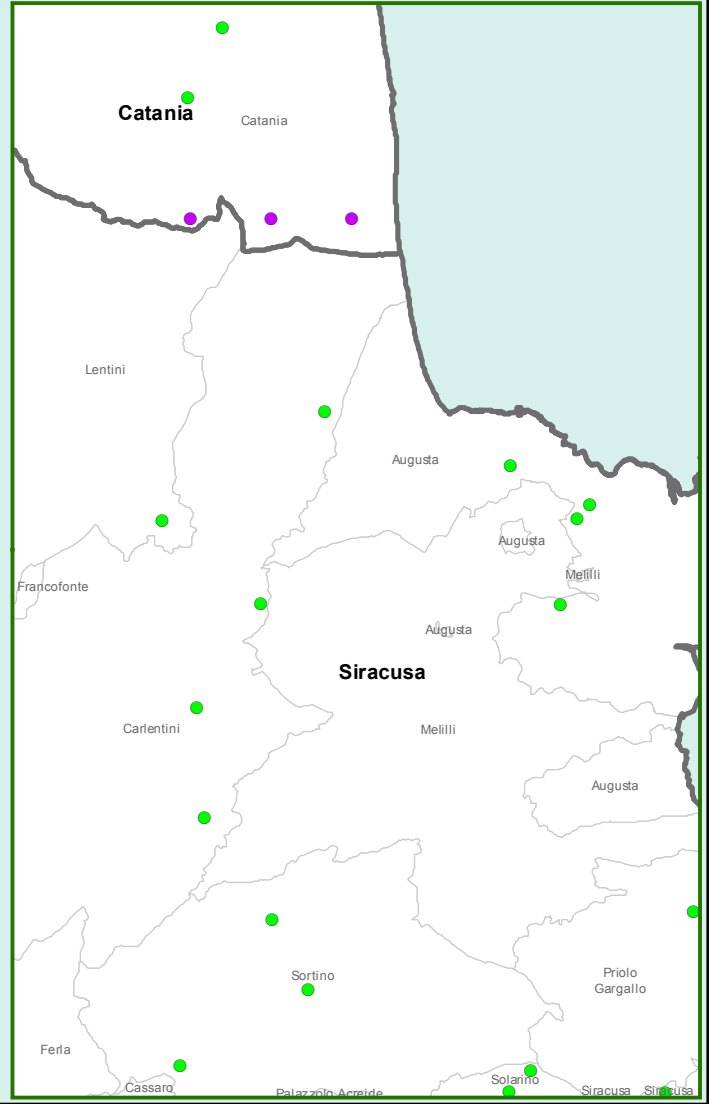 Catania
Catania
Lentini
Augusta
Augusta
Melilli
Francofonte
Augusta
Siracusa
Carlentini
Melilli
Augusta
Sortino
Priolo
Gargallo
Ferla
Cassaro
Palazzolo Acreide
Solarino
Siracusa
Siracusa